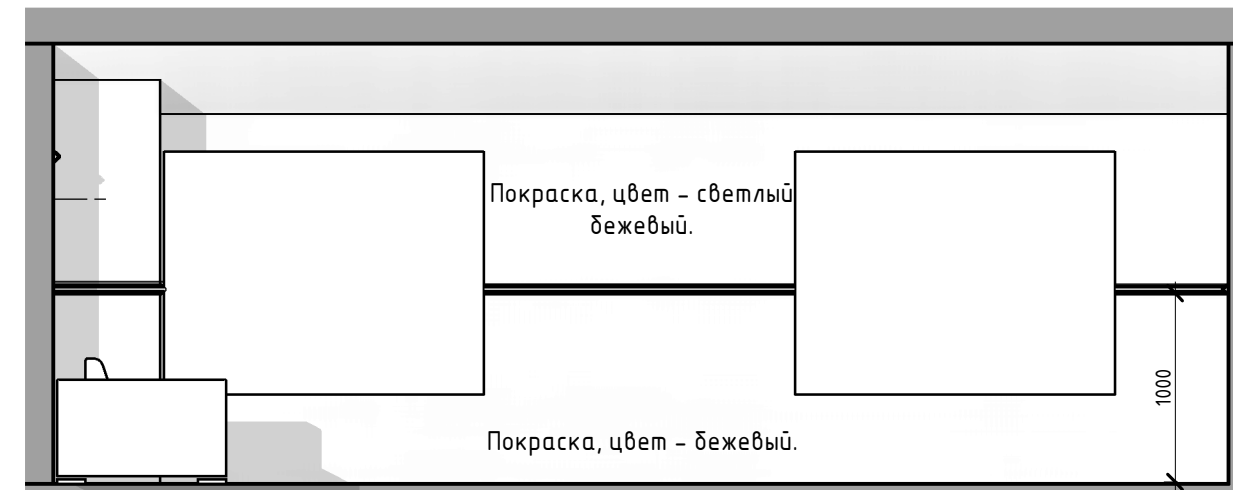 Покраска, цвет – светлый
бежевый.
1000
Покраска, цвет – бежевый.